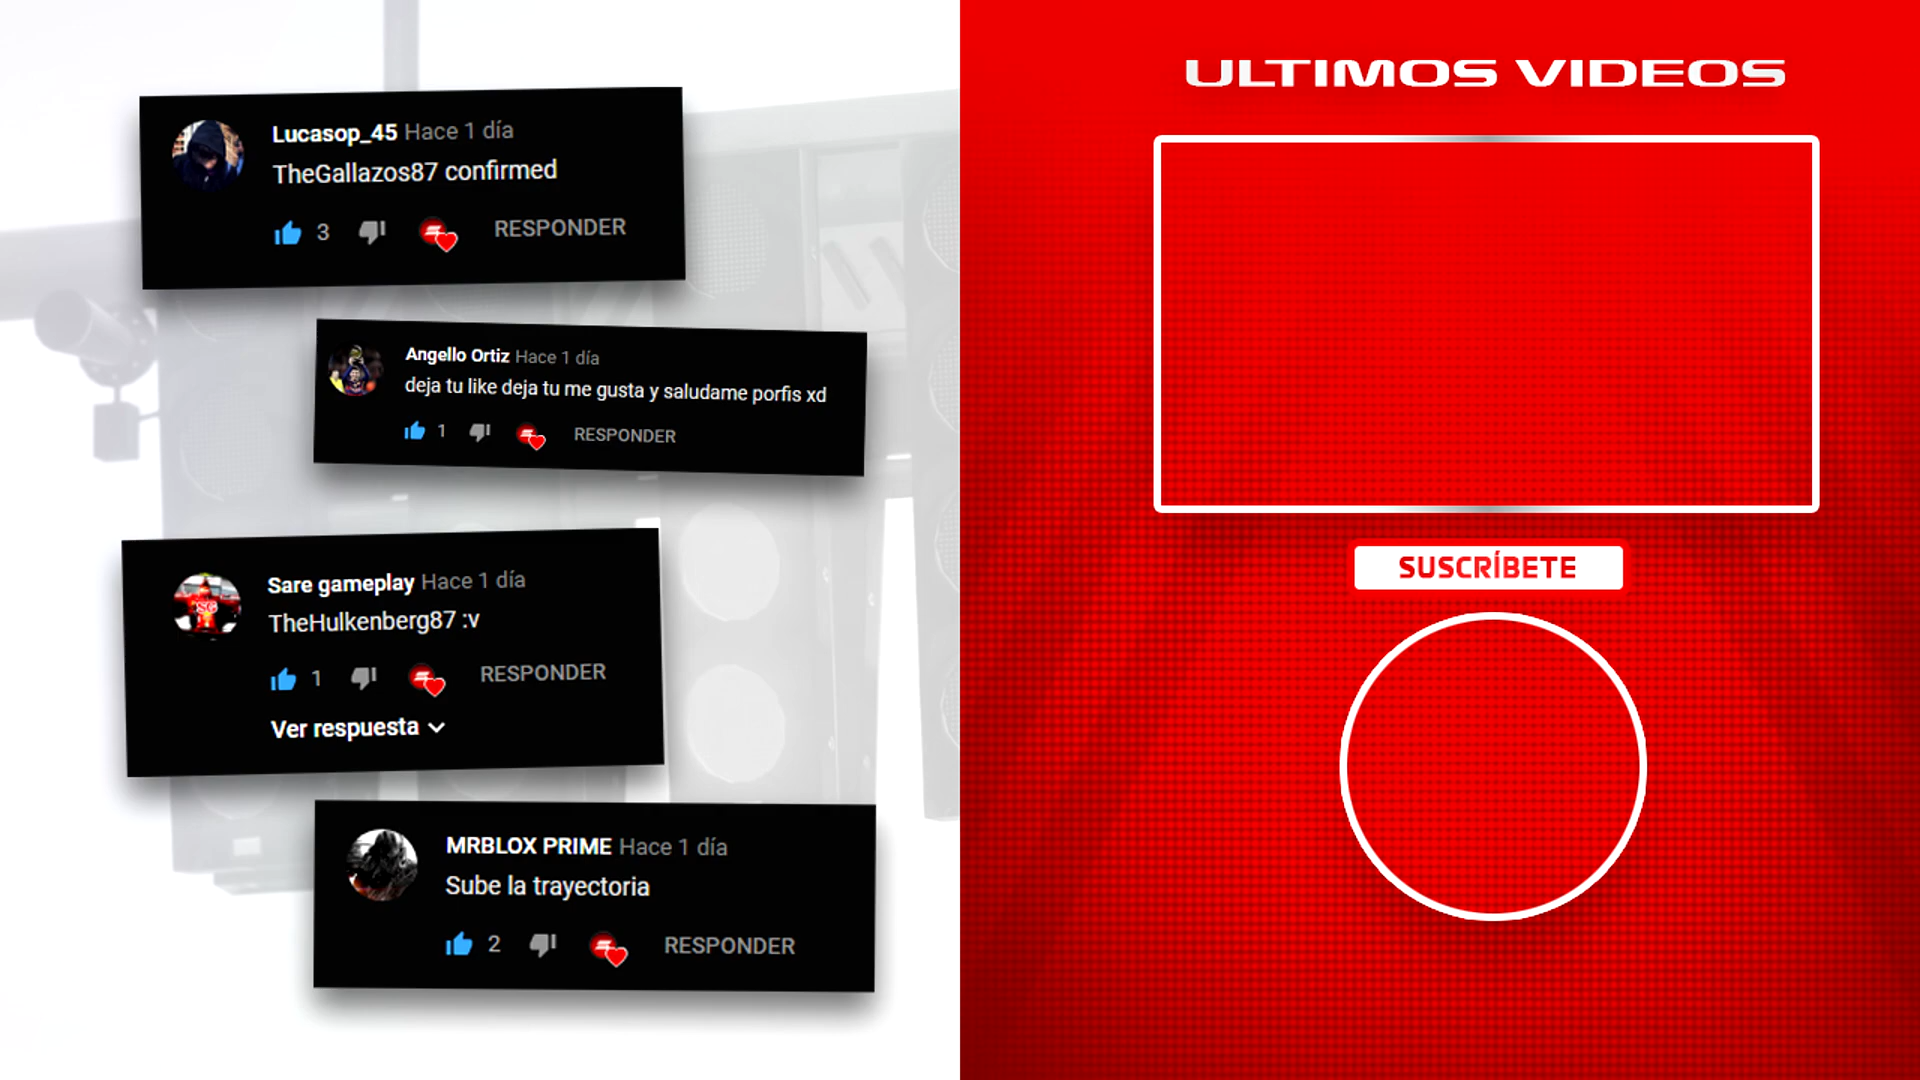 Lucasop_45 Hace 1 día
TheGallazos87 confirmed
3 RESPONDER
Angello Ortiz Hace 1 día
deja tu like deja tu me gusta y saludame porfis xd
1 RESPONDER
Sare gameplay Hace 1 día
TheHulkenberg87 :v
1 RESPONDER
Ver respuesta
MRBLOX PRIME Hace 1 día
Sube la trayectoria
2 RESPONDER
ULTIMOS VIDEOS
SUSCRÍBETE